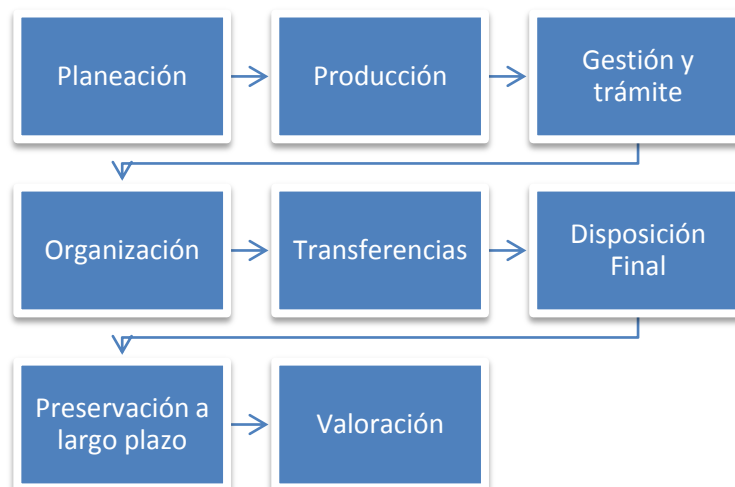 Planeación
Producción
Gestión y
trámite
Organización
Transferencias
Disposición
Final
Preservación a
largo plazo
Valoración